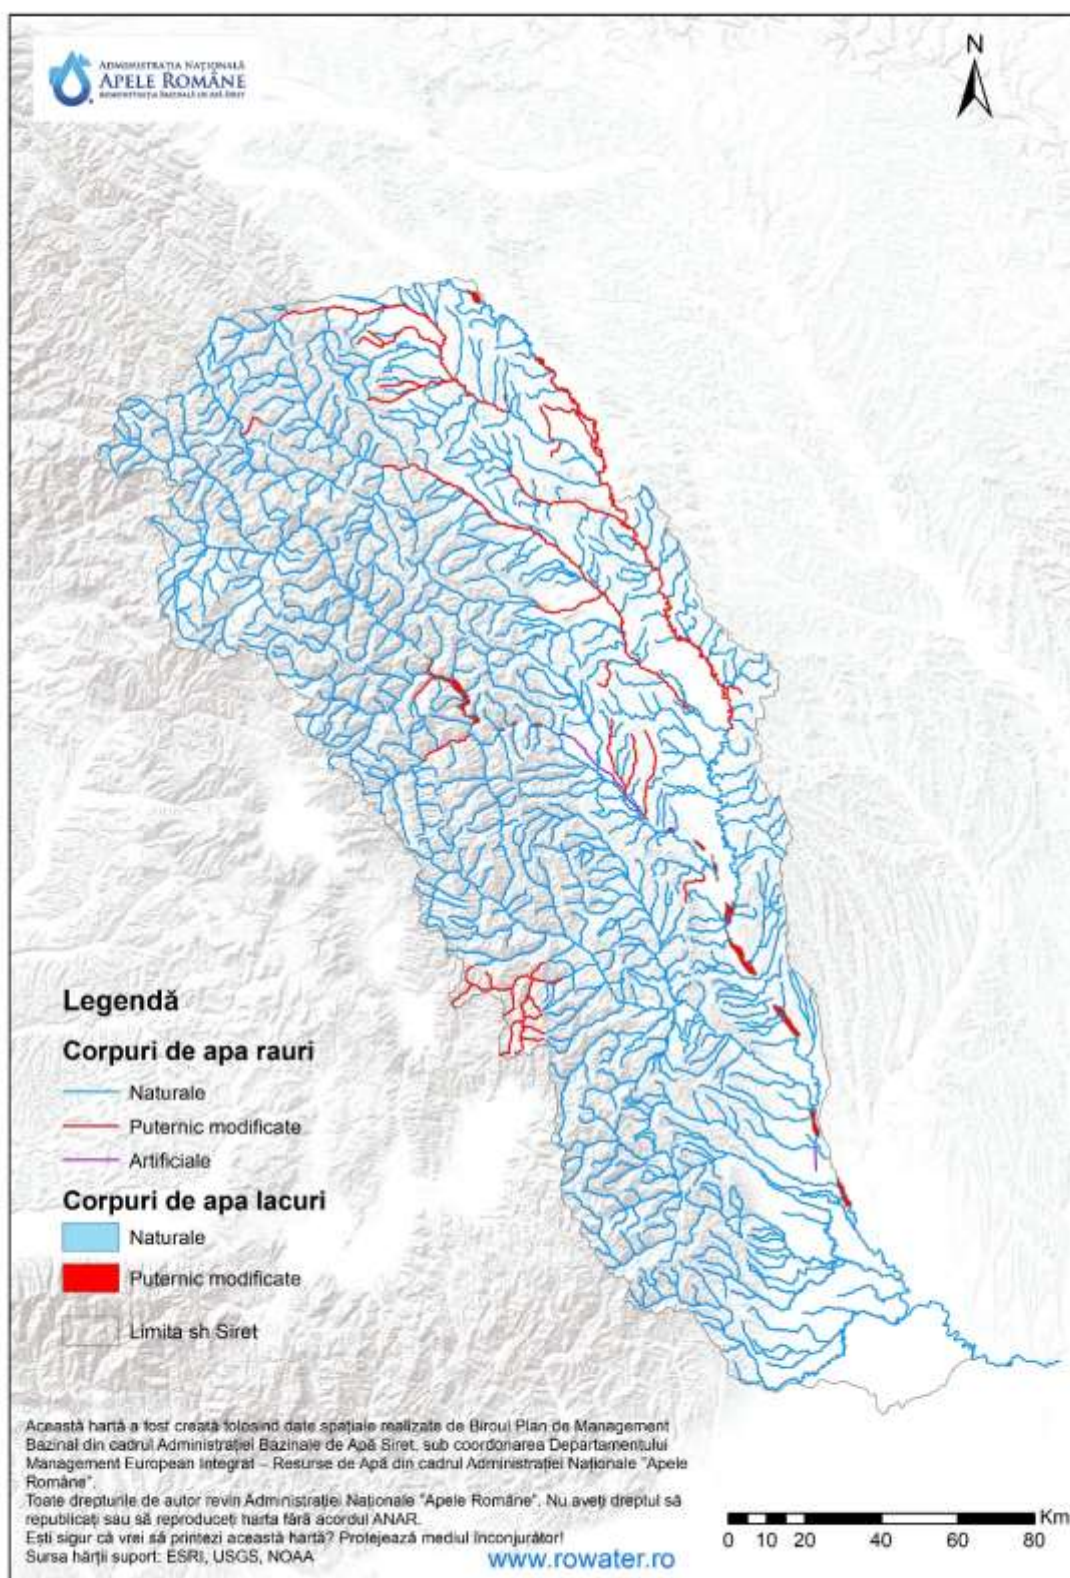 ADMINISTRAȚIA NAȚIONALĂ
APELE ROMÂNE
ADMINISTRAȚIA BAZINALĂ DE APĂ SIRET
N
Legendă
Corpuri de apa rauri
Naturale
Puternic modificate
Artificiale
Corpuri de apa lacuri
Naturale
Puternic modificate
Limita sh Siret
Această hartă a fost creată folosind date spațiale realizate de Biroul Plan de Management
Bazinal din cadrul Administrației Bazinale de Apă Siret, sub coordonarea Departamentului
Management European Integrat – Resurse de Apă din cadrul Administrației Naționale "Apele
Române".
Toate drepturile de autor revin Administrației Naționale "Apele Române". Nu aveți dreptul să
republicați sau să reproduceți harta fără acordul ANAR.
Ești sigur că vrei să printezi această hartă? Protejează mediul înconjurător!
Sursa hărții suport: ESRI, USGS, NOAA
www.rowater.ro
Km
0 10 20 40 60 80